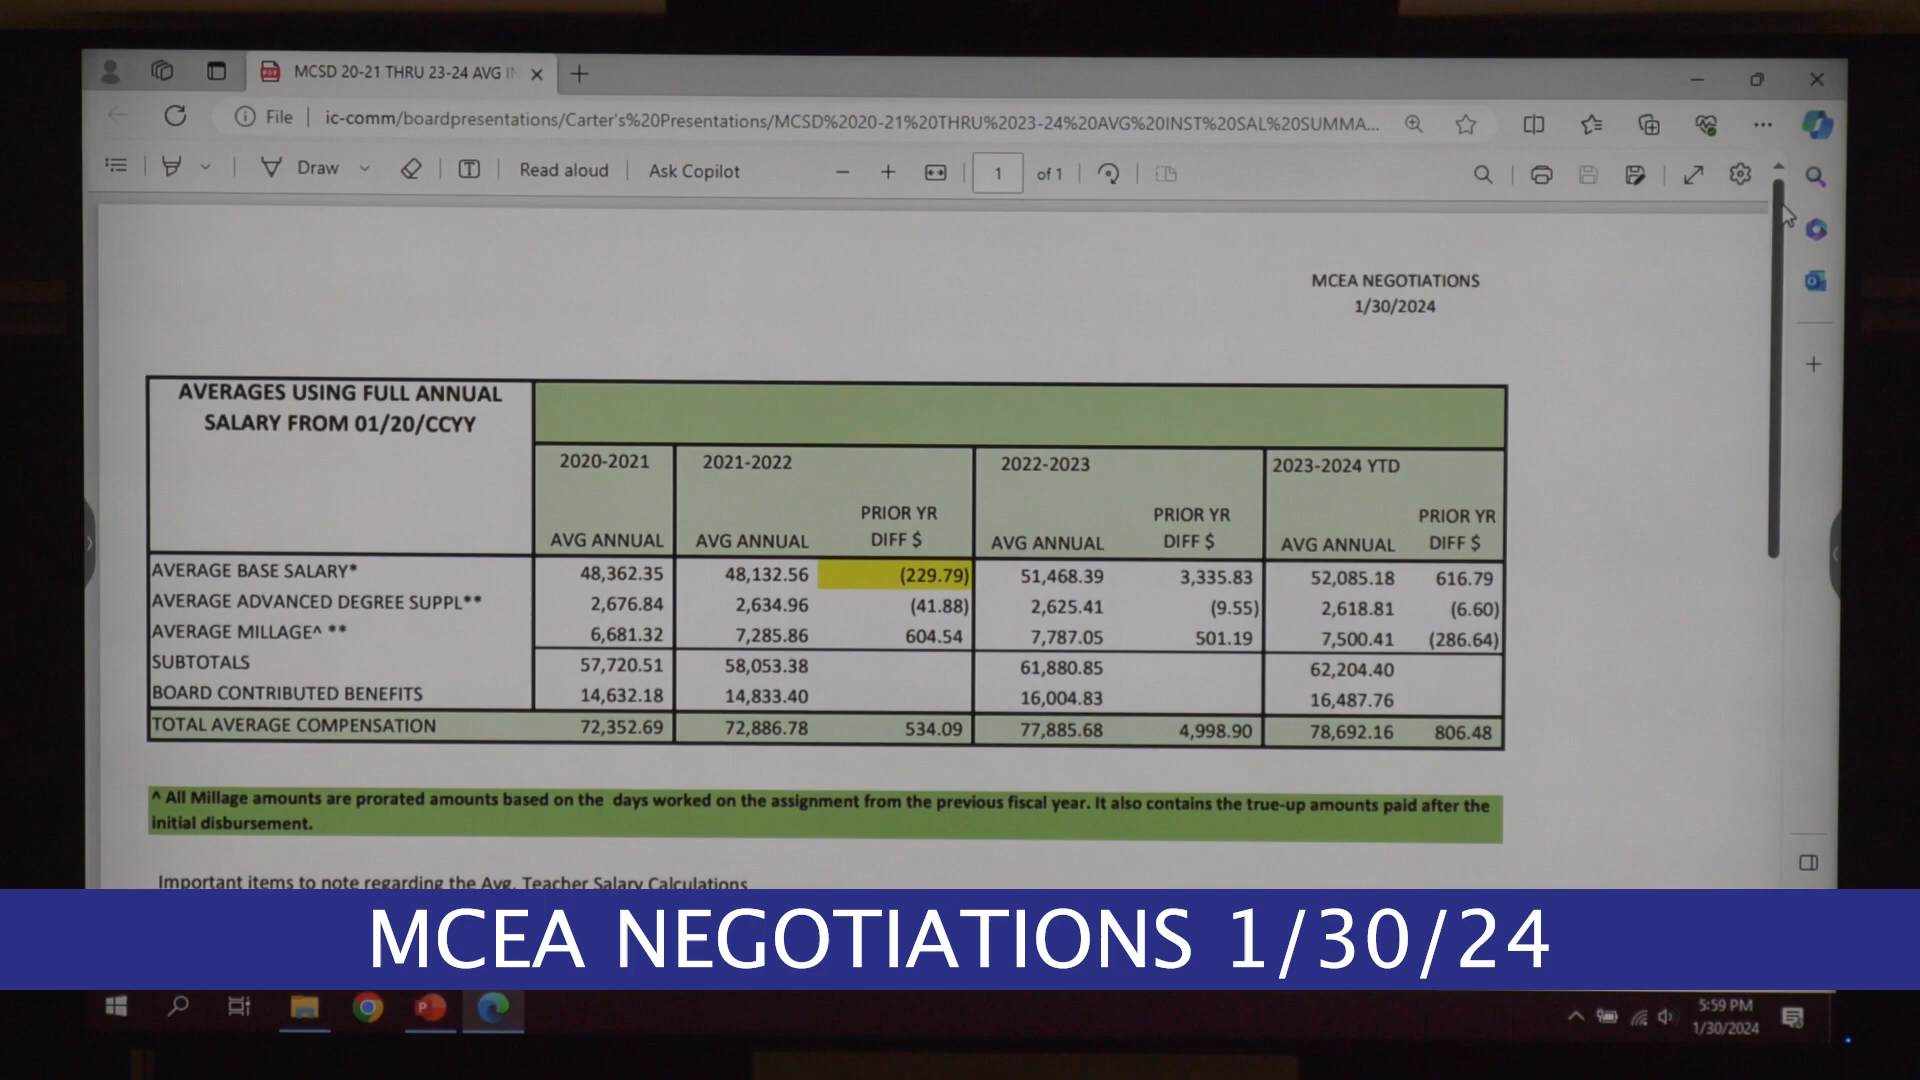 MCSD 20-21 THRU 23-24 AVG IN
File ic-comm/boardpresentations/Carter's%20Presentations/MCSD%2020-21%20THRU%2023-24%20AVG%20INST%20SAL%20SUMMA...
Draw Read aloud Ask Copilot 1 of 1
MCEA NEGOTIATIONS
1/30/2024
AVERAGES USING FULL ANNUAL
SALARY FROM 01/20/CCYY
2020-2021 2021-2022 2022-2023 2023-2024 YTD
PRIOR YR PRIOR YR PRIOR YR
AVG ANNUAL AVG ANNUAL DIFF $ AVG ANNUAL DIFF $ AVG ANNUAL DIFF $
AVERAGE BASE SALARY* 48,362.35 48,132.56 (229.79) 51,468.39 3,335.83 52,085.18 616.79
AVERAGE ADVANCED DEGREE SUPPL** 2,676.84 2,634.96 (41.88) 2,625.41 (9.55) 2,618.81 (6.60)
AVERAGE MILLAGE^ ** 6,681.32 7,285.86 604.54 7,787.05 501.19 7,500.41 (286.64)
SUBTOTALS 57,720.51 58,053.38 61,880.85 62,204.40
BOARD CONTRIBUTED BENEFITS 14,632.18 14,833.40 16,004.83 16,487.76
TOTAL AVERAGE COMPENSATION 72,352.69 72,886.78 534.09 77,885.68 4,998.90 78,692.16 806.48
^ All Millage amounts are prorated amounts based on the days worked on the assignment from the previous fiscal year. It also contains the true-up amounts paid after the
initial disbursement.
Important items to note regarding the Avg. Teacher Salary Calculations
MCEA NEGOTIATIONS 1/30/24
5:59 PM
1/30/2024